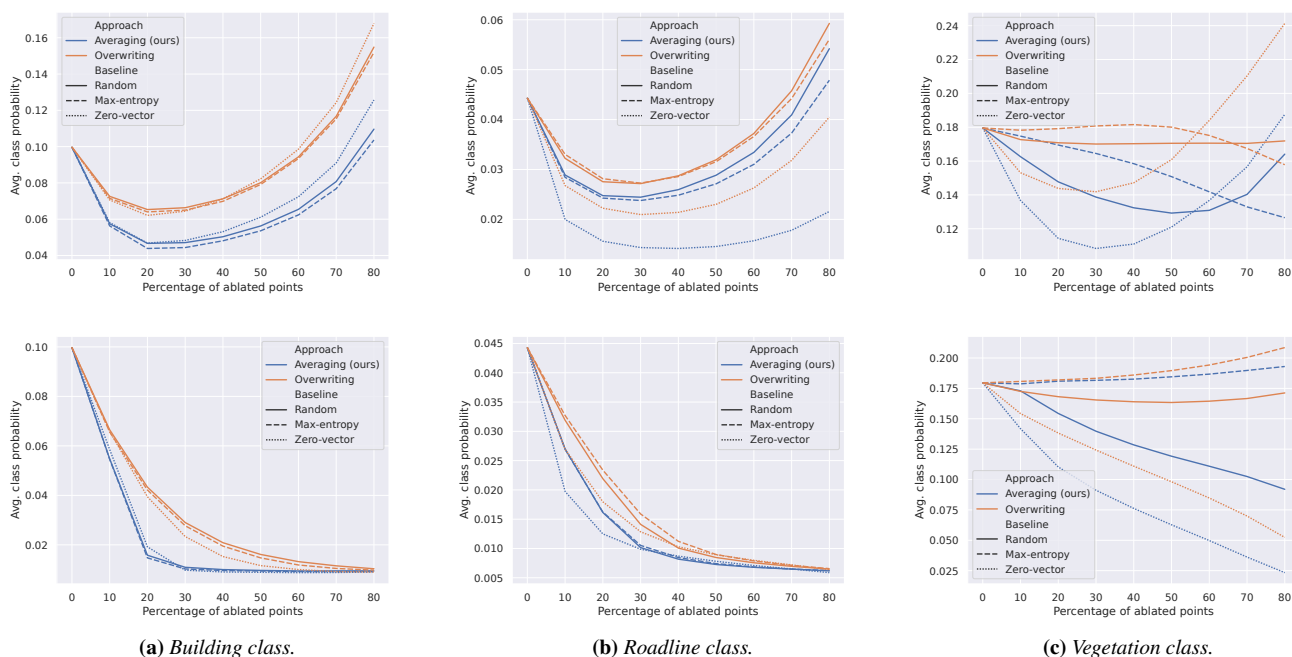 Avg. class probability
0.16
0.14
0.12
0.10
0.08
0.06
0.04
Approach
Averaging (ours)
Overwriting
Baseline
Random
Max-entropy
Zero-vector
0 10 20 30 40 50 60 70 80
Percentage of ablated points
Avg. class probability
0.06
0.05
0.04
0.03
0.02
Approach
Averaging (ours)
Overwriting
Baseline
Random
Max-entropy
Zero-vector
0 10 20 30 40 50 60 70 80
Percentage of ablated points
Avg. class probability
0.24
0.22
0.20
0.18
0.16
0.14
0.12
Approach
Averaging (ours)
Overwriting
Baseline
Random
Max-entropy
Zero-vector
0 10 20 30 40 50 60 70 80
Percentage of ablated points
Avg. class probability
0.10
0.08
0.06
0.04
0.02
Approach
Averaging (ours)
Overwriting
Baseline
Random
Max-entropy
Zero-vector
0 10 20 30 40 50 60 70 80
Percentage of ablated points
Avg. class probability
0.045
0.040
0.035
0.030
0.025
0.020
0.015
0.010
0.005
Approach
Averaging (ours)
Overwriting
Baseline
Random
Max-entropy
Zero-vector
0 10 20 30 40 50 60 70 80
Percentage of ablated points
Avg. class probability
0.200
0.175
0.150
0.125
0.100
0.075
0.050
0.025
Approach
Averaging (ours)
Overwriting
Baseline
Random
Max-entropy
Zero-vector
0 10 20 30 40 50 60 70 80
Percentage of ablated points
(a) Building class.
(b) Roadline class.
(c) Vegetation class.